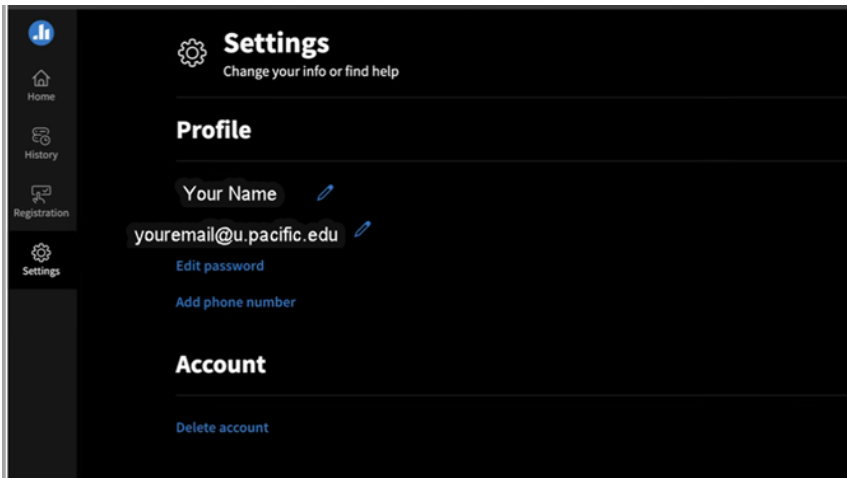 Settings
Change your info or find help
Home
History
Registration
Settings
Profile
Your Name
youremail@u.pacific.edu
Edit password
Add phone number
Account
Delete account